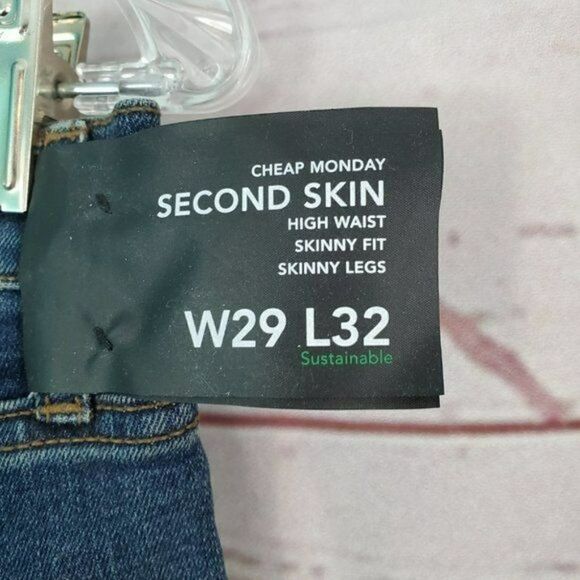 CHEAP MONDAY
SECOND SKIN
HIGH WAIST
SKINNY FIT
SKINNY LEGS
W29 L32
Sustainable